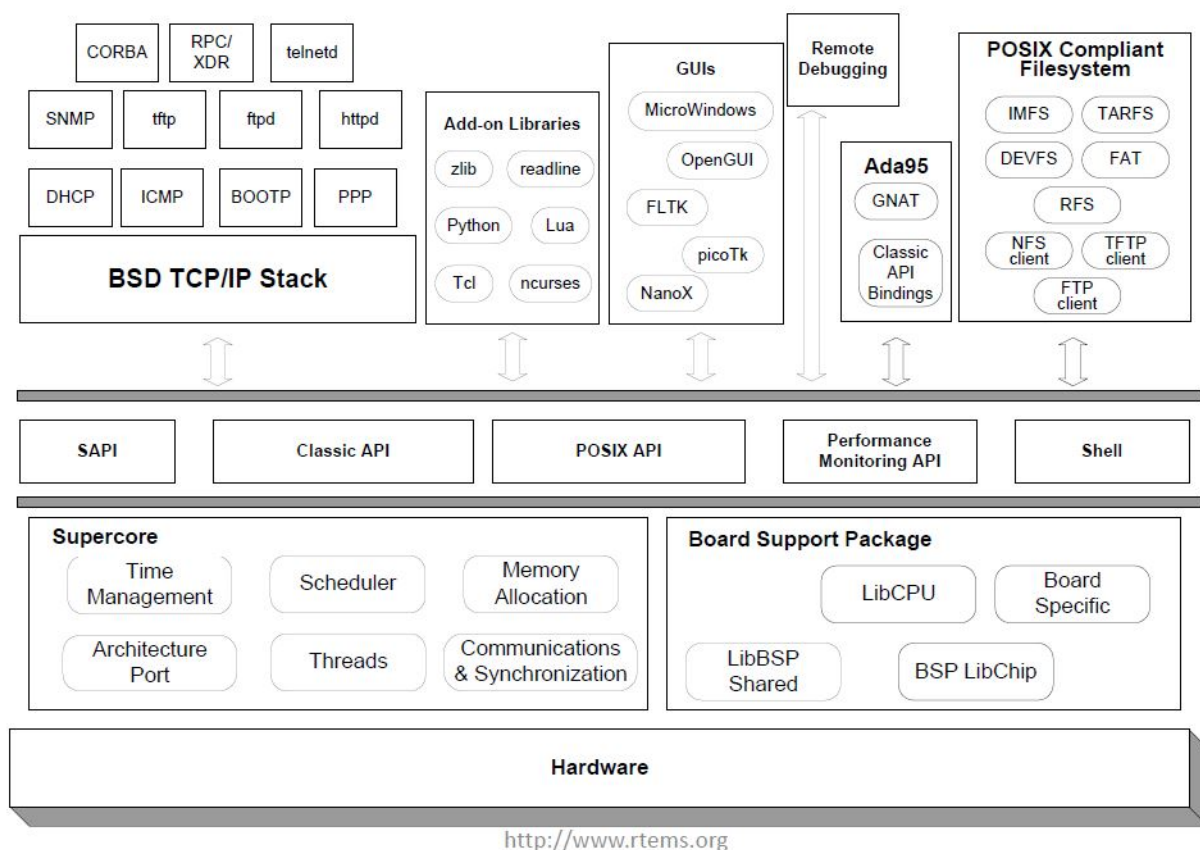 CORBA
RPC/
XDR
telnetd
SNMP
tftp
ftpd
httpd
DHCP
ICMP
BOOTP
PPP
BSD TCP/IP Stack
Add-on Libraries
zlib
readline
Python
Lua
Tcl
ncurses
GUIs
MicroWindows
OpenGUI
FLTK
picoTk
NanoX
Remote
Debugging
Ada95
GNAT
Classic
API
Bindings
POSIX Compliant
Filesystem
IMFS
TARFS
DEVFS
FAT
RFS
NFS
client
TFTP
client
FTP
client
SAPI
Classic API
POSIX API
Performance
Monitoring API
Shell
Supercore
Time
Management
Scheduler
Memory
Allocation
Architecture
Port
Threads
Communications
& Synchronization
Board Support Package
LibCPU
Board
Specific
LibBSP
Shared
BSP LibChip
Hardware
http://www.rtems.org